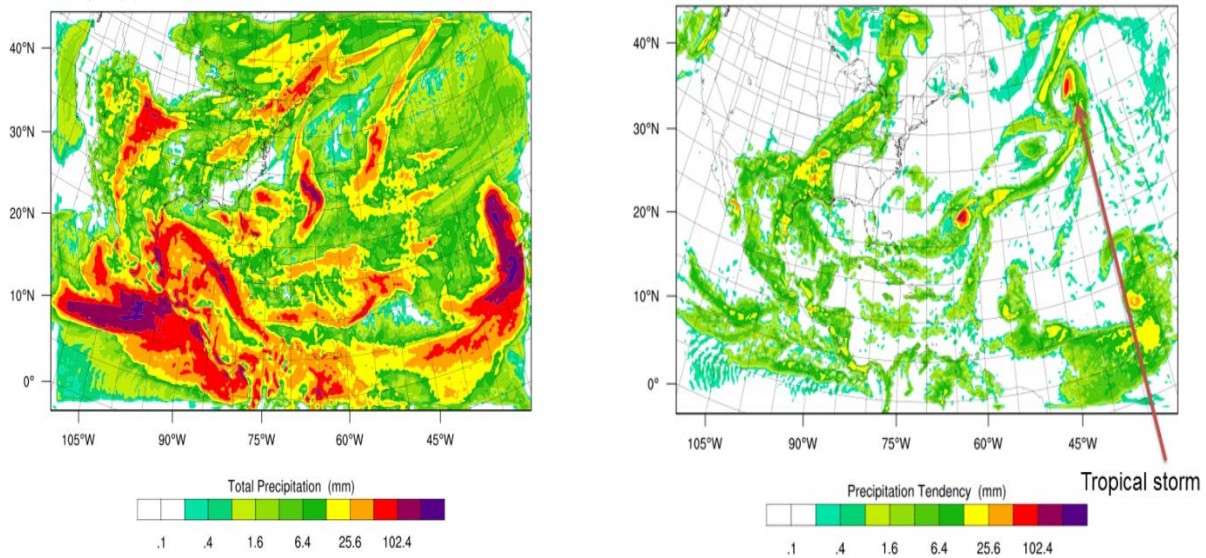 40°N
30°N
20°N
10°N
0°
105°W 90°W 75°W 60°W 45°W
Total Precipitation (mm)
.1 .4 1.6 6.4 25.6 102.4
40°N
30°N
20°N
10°N
0°
105°W 90°W 75°W 60°W 45°W
Tropical storm
Precipitation Tendency (mm)
.1 .4 1.6 6.4 25.6 102.4